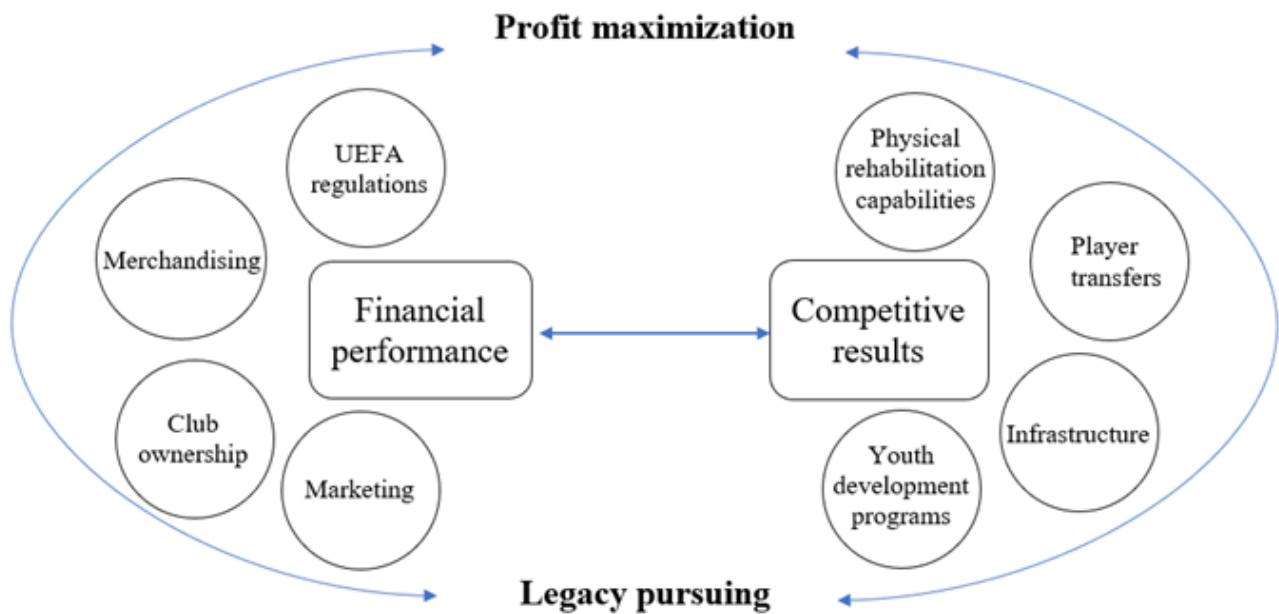 Profit maximization
UEFA
regulations
Merchandising
Financial
performance
Club
ownership
Marketing
Physical
rehabilitation
capabilities
Player
transfers
Competitive
results
Infrastructure
Youth
development
programs
Legacy pursuing